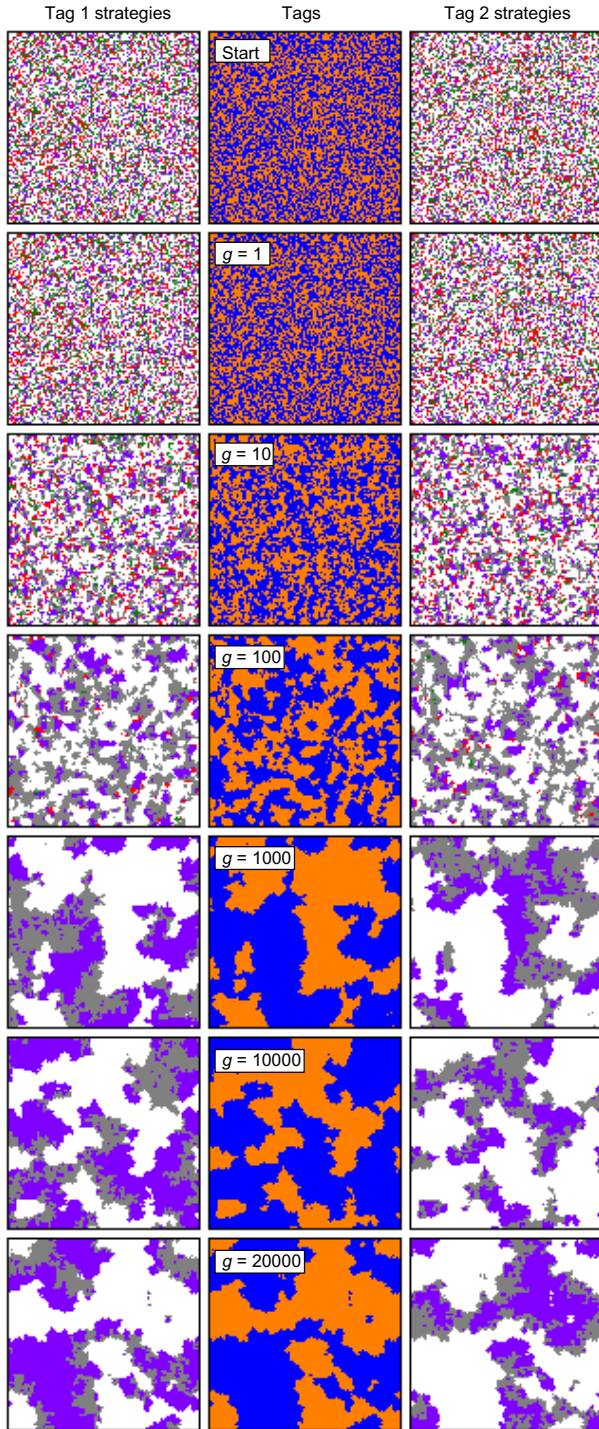 Tag 1 strategies Tags Tag 2 strategies
Start
g = 1
g = 10
g = 100
g = 1000
g = 10000
g = 20000